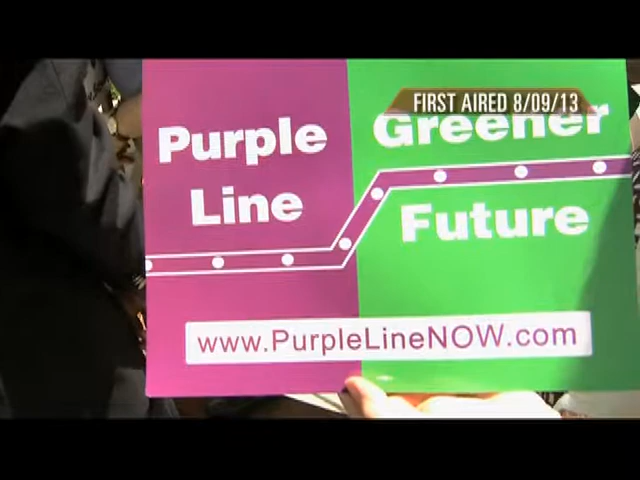 FIRST AIRED 8/09/13
Purple
Line
Greener
Future
www.PurpleLineNOW.com